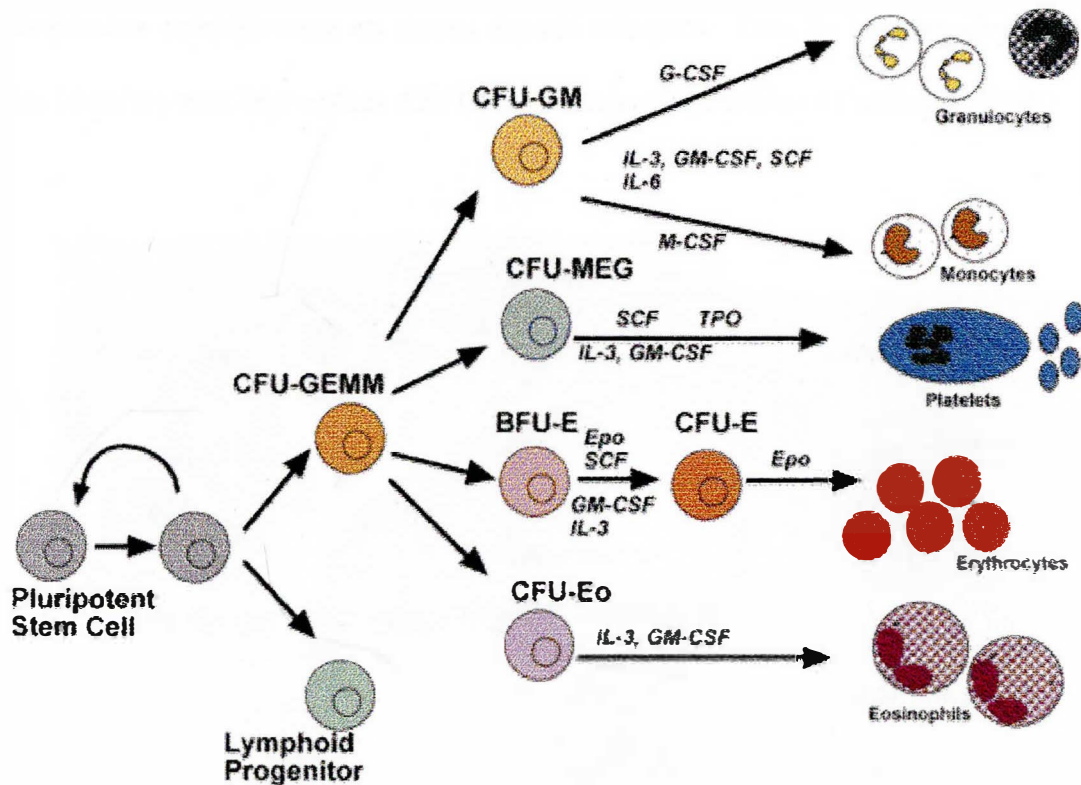 G-CSF
CFU-GM
Granulocytes
IL-3, GM-CSF, SCF
IL-6
M-CSF
CFU-MEG
Monocytes
SCF TPO
IL-3, GM-CSF
CFU-GEMM
Platelets
BFU-E
CFU-E
Epo
SCF
Epo
GM-CSF
IL-3
Erythrocytes
Pluripotent
Stem Cell
CFU-Eo
IL-3, GM-CSF
Eosinophils
Lymphoid
Progenitor